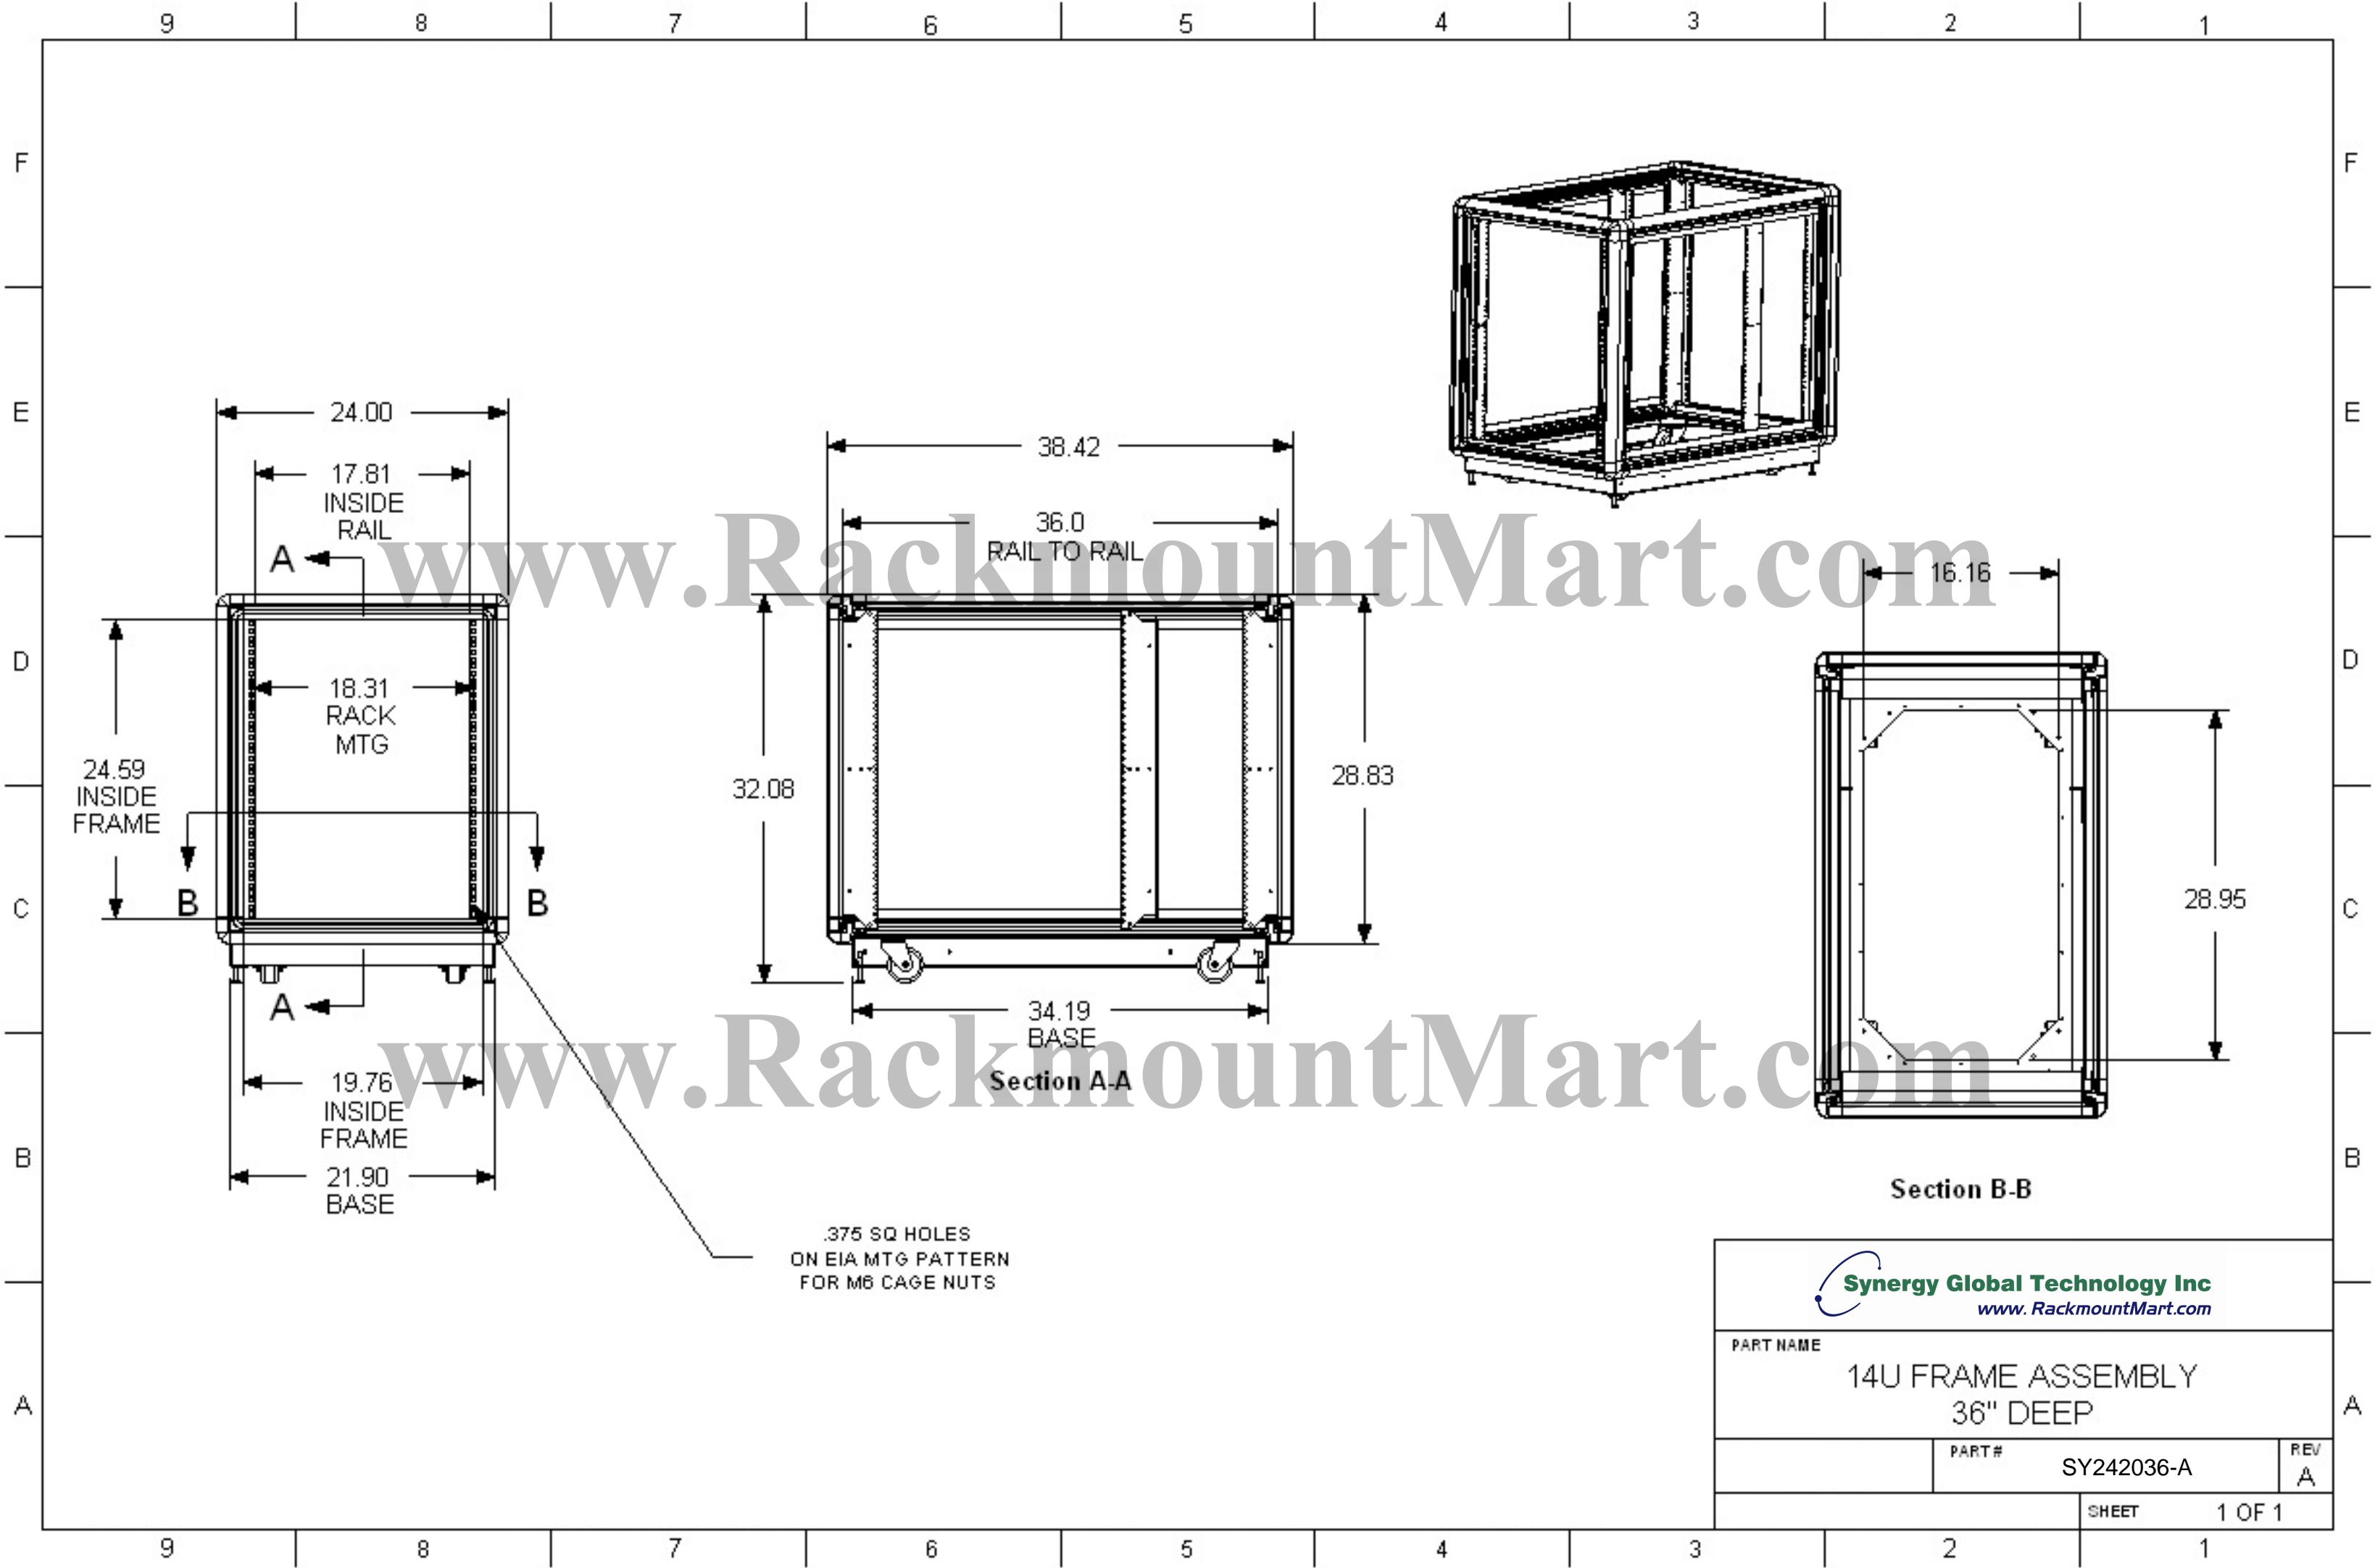 9 8 7 6 5 4 3 2 1
F F
E E
D D
C C
B B
A A
24.00
17.81
INSIDE
RAIL
A
18.31
RACK
MTG
24.59
INSIDE
FRAME
B B
A
19.76
INSIDE
FRAME
21.90
BASE
.375 SQ HOLES
ON EIA MTG PATTERN
FOR M6 CAGE NUTS
38.42
36.0
RAIL TO RAIL
32.08
28.83
34.19
BASE
Section A-A
16.16
28.95
Section B-B
www.RackmountMart.com
www.RackmountMart.com
Synergy Global Technology Inc
www.RackmountMart.com
PART NAME
14U FRAME ASSEMBLY
36" DEEP
PART #
SY242036-A
REV
A
SHEET 1 OF 1
9 8 7 6 5 4 3 2 1